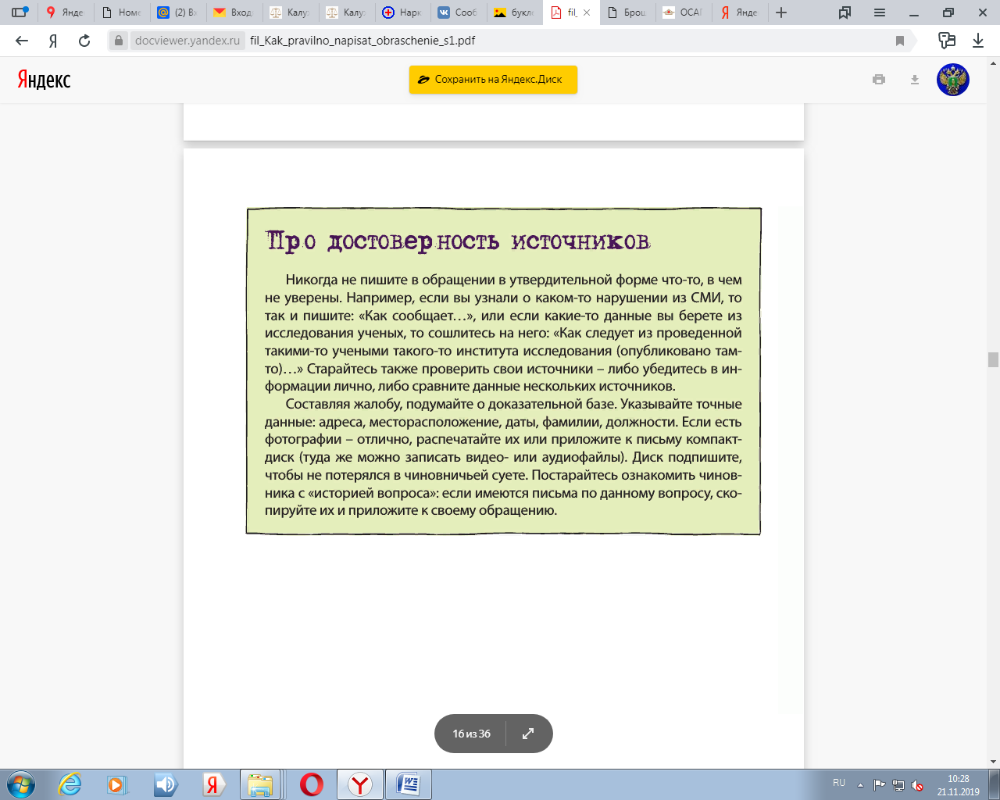 Янде
Номе
(2) Вх
Вход
Калу
Калу
Нарк
Сооб
букле
fil_
Брош
ОСАГ
Янде
docviewer.yandex.ru fil_Kak_pravilno_napisat_obraschenie_s1.pdf
Яндекс
Сохранить на Яндекс.Диск
Про достоверность источников
Никогда не пишите в обращении в утвердительной форме что-то, в чем
не уверены. Например, если вы узнали о каком-то нарушении из СМИ, то
так и пишите: «Как сообщает…», или если какие-то данные вы берете из
исследования ученых, то сошлитесь на него: «Как следует из проведенной
такими-то учеными такого-то института исследования (опубликовано там-
то)…» Старайтесь также проверить свои источники – либо убедитесь в ин-
формации лично, либо сравните данные нескольких источников.
Составляя жалобу, подумайте о доказательной базе. Указывайте точные
данные: адреса, месторасположение, даты, фамилии, должности. Если есть
фотографии – отлично, распечатайте их или приложите к письму компакт-
диск (туда же можно записать видео- или аудиофайлы). Диск подпишите,
чтобы не потерялся в чиновничьей суете. Постарайтесь ознакомить чинов-
ника с «историей вопроса»: если имеются письма по данному вопросу, ско-
пируйте их и приложите к своему обращению.
16 из 36
RU
10:28
21.11.2019